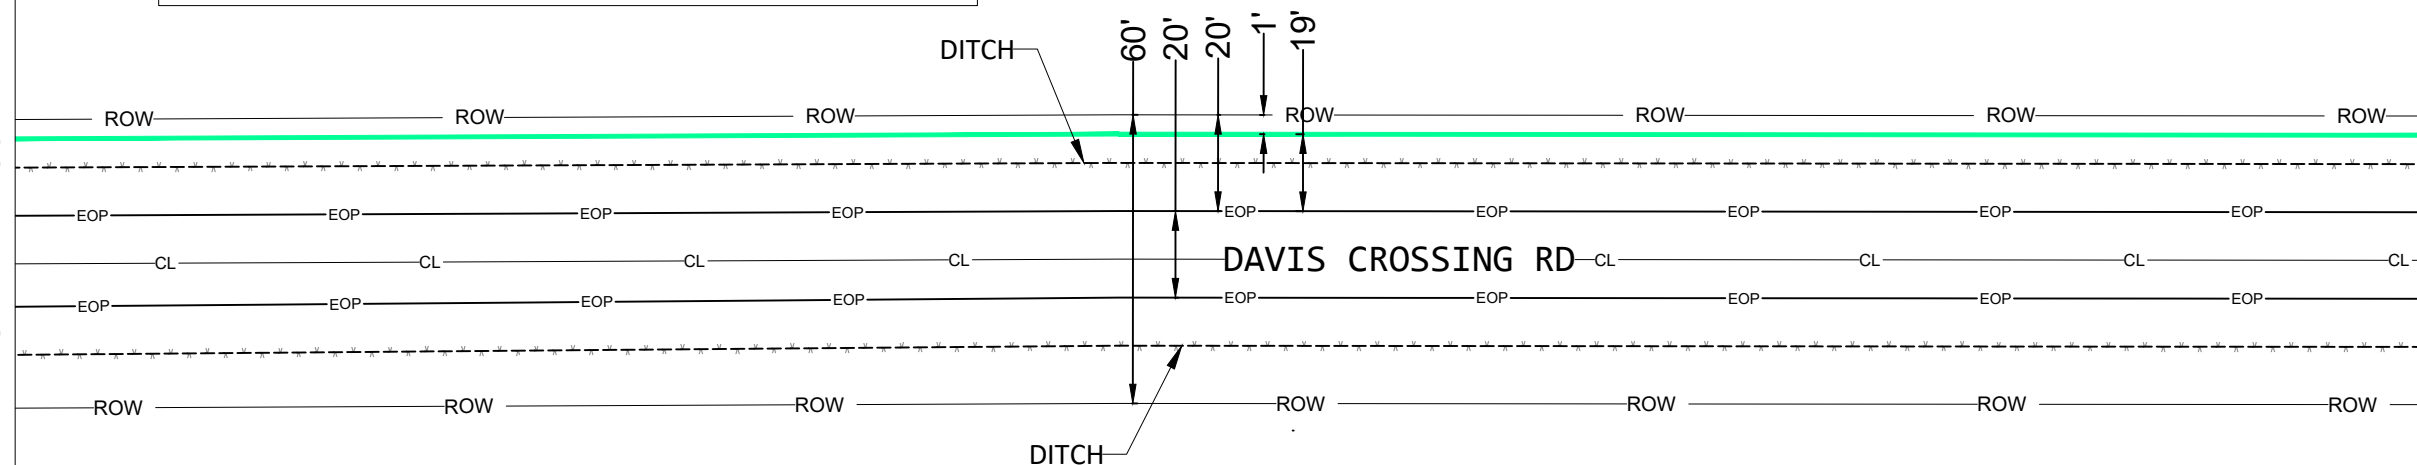 60' 20' 20' 1' 19'
DITCH
ROW ROW ROW ROW ROW ROW ROW
EOP EOP EOP EOP EOP EOP EOP EOP EOP
CL CL CL CL DAVIS CROSSING RD CL CL CL CL
EOP EOP EOP EOP EOP EOP EOP EOP EOP
ROW ROW ROW ROW ROW ROW ROW
DITCH